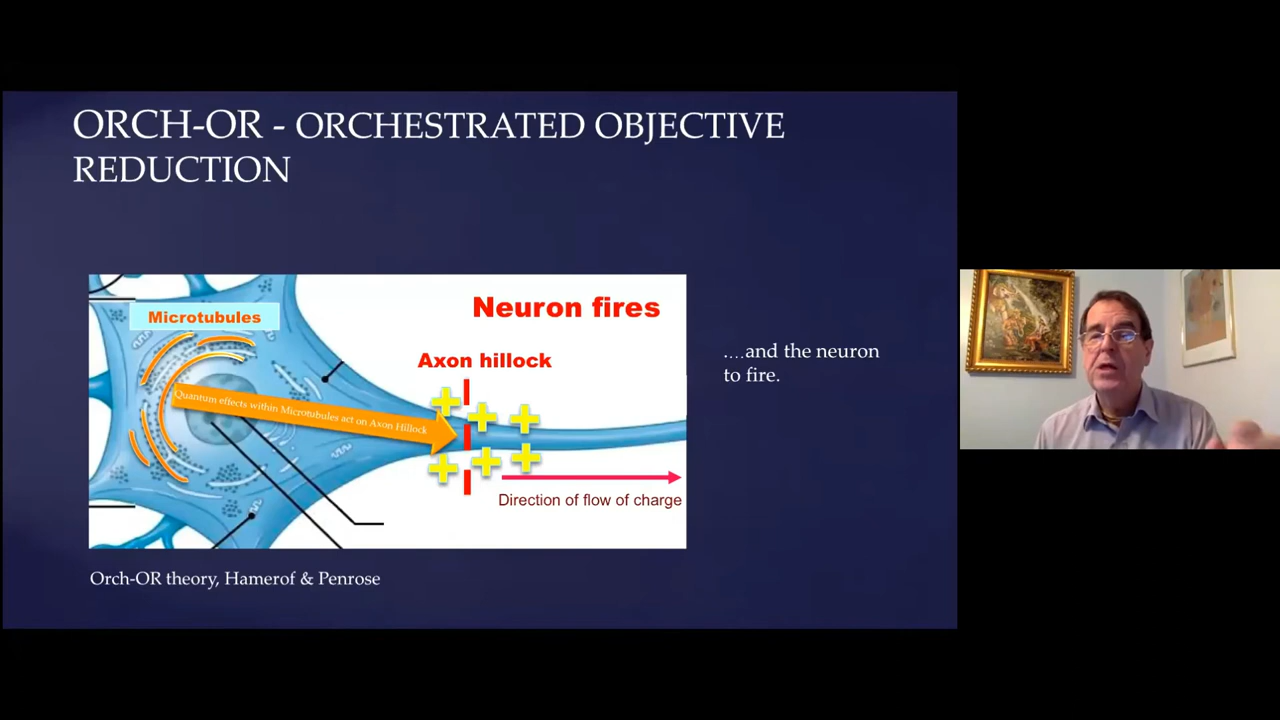 ORCH-OR - ORCHESTRATED OBJECTIVE
REDUCTION
Microtubules
Neuron fires
Axon hillock
Quantum effects within Microtubules act on Axon Hillock
Direction of flow of charge
....and the neuron
to fire.
Orch-OR theory, Hamerof & Penrose